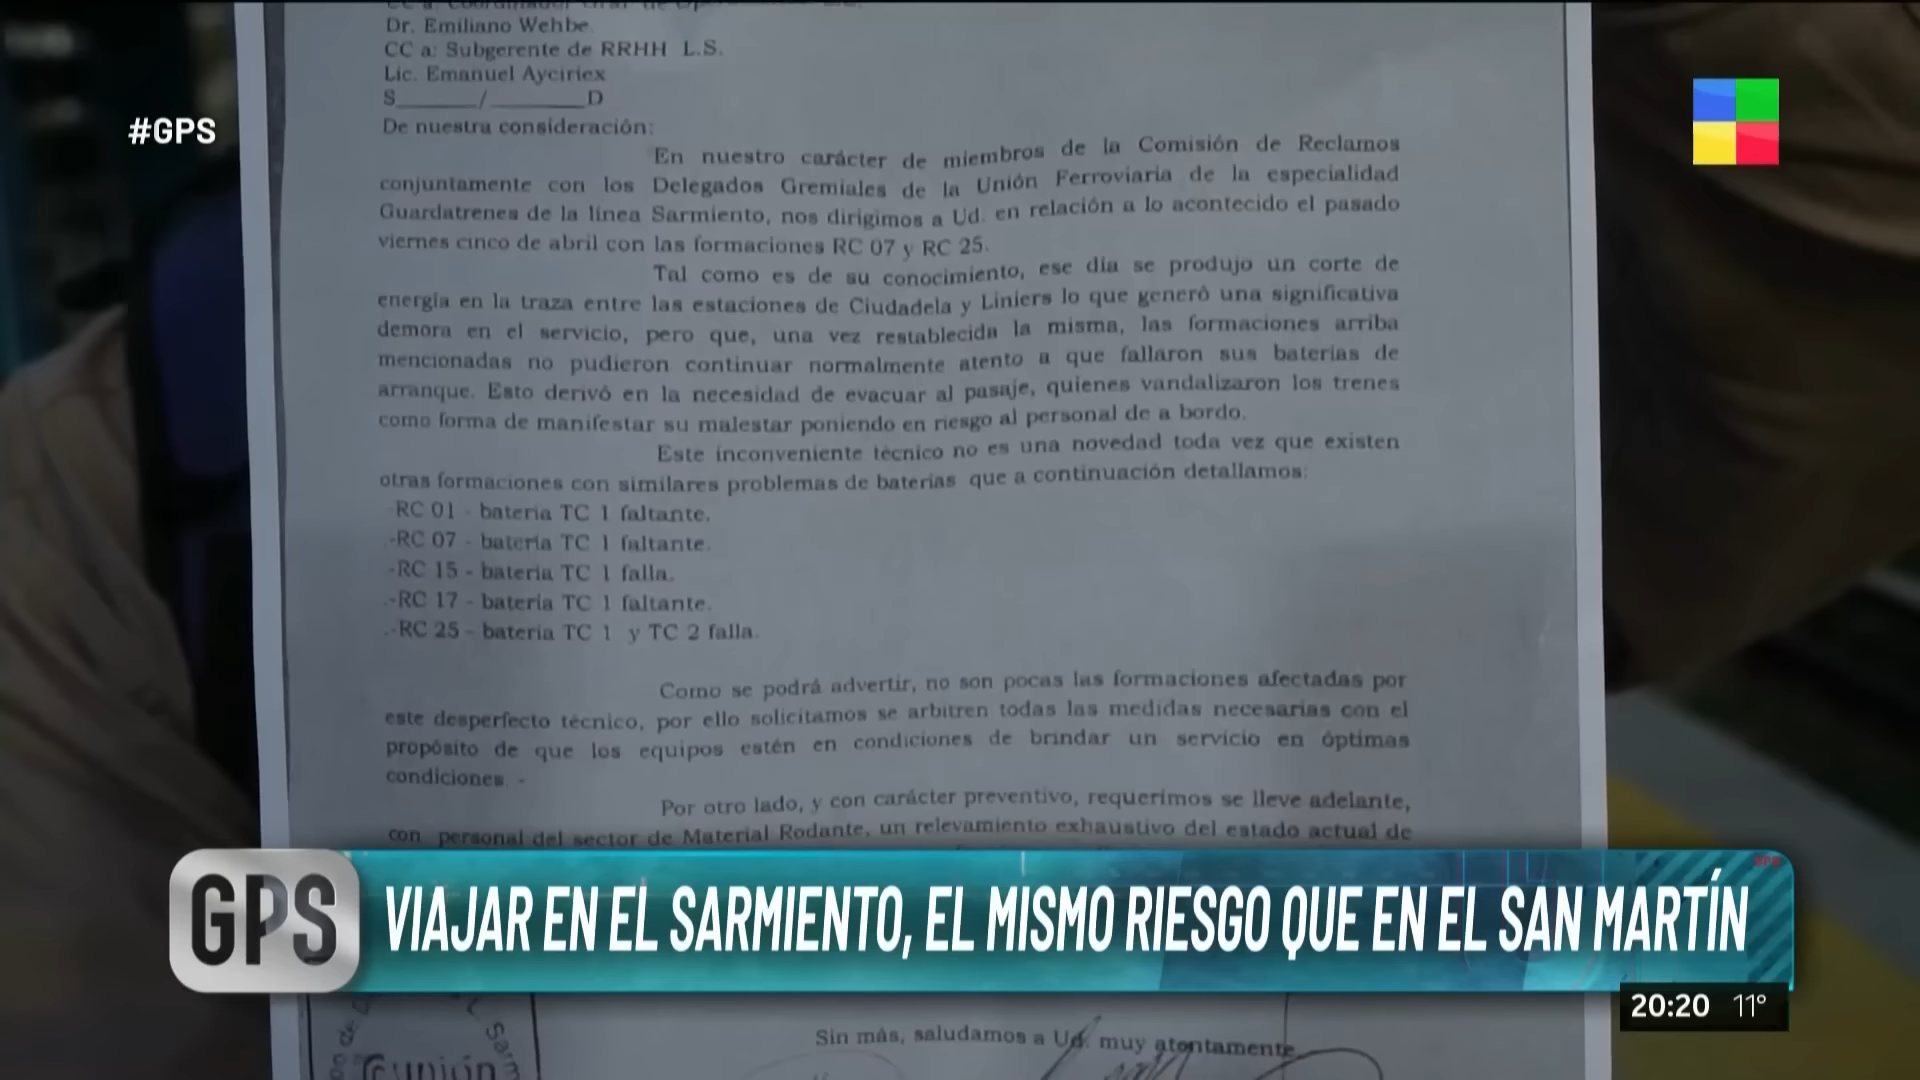 CC a: Coordinador Gral. de
Dr. Emiliano Wehbe.
CC a: Subgerente de RRHH L.S.
Lic. Emanuel Ayciriex
S______/_______D
#GPS
De nuestra consideración:
En nuestro carácter de miembros de la Comisión de Reclamos
conjuntamente con los Delegados Gremiales de la Unión Ferroviaria de la especialidad
Guardatrenes de la línea Sarmiento, nos dirigimos a Ud. en relación a lo acontecido el pasado
viernes cinco de abril con las formaciones RC 07 y RC 25.
Tal como es de su conocimiento, ese día se produjo un corte de
energía en la traza entre las estaciones de Ciudadela y Liniers lo que generó una significativa
demora en el servicio, pero que, una vez restablecida la misma, las formaciones arriba
mencionadas no pudieron continuar normalmente atento a que fallaron sus baterías de
arranque. Esto derivó en la necesidad de evacuar al pasaje, quienes vandalizaron los trenes
como forma de manifestar su malestar poniendo en riesgo al personal de a bordo.
Este inconveniente técnico no es una novedad toda vez que existen
otras formaciones con similares problemas de baterías que a continuación detallamos:
-RC 01 - batería TC 1 faltante.
.-RC 07 - batería TC 1 faltante.
.-RC 15 - batería TC 1 falla.
.-RC 17 - batería TC 1 faltante.
.-RC 25 - batería TC 1 y TC 2 falla.
Como se podrá advertir, no son pocas las formaciones afectadas por
este desperfecto técnico, por ello solicitamos se arbitren todas las medidas necesarias con el
propósito de que los equipos estén en condiciones de brindar un servicio en óptimas
condiciones. -
Por otro lado, y con carácter preventivo, requerimos se lleve adelante,
con personal del sector de Material Rodante, un relevamiento exhaustivo del estado actual de
GPS
VIAJAR EN EL SARMIENTO, EL MISMO RIESGO QUE EN EL SAN MARTÍN
20:20 11°
Sin más, saludamos a Ud. muy atentamente.